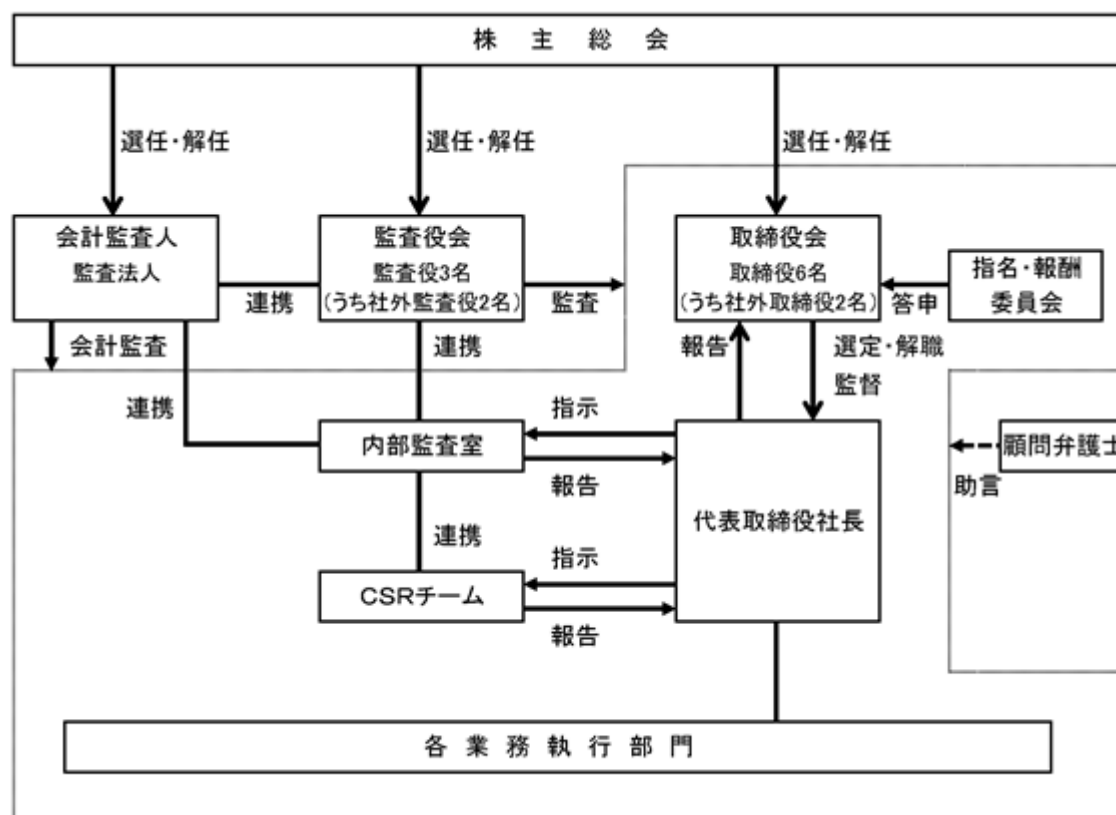 株主総会
選任・解任
選任・解任
選任・解任
会計監査人
監査法人
監査役会
監査役3名
(うち社外監査役2名)
取締役会
取締役6名
(うち社外取締役2名)
指名・報酬
委員会
連携
監査
答申
会計監査
連携
報告
選定・解職
監督
連携
指示
内部監査室
顧問弁護士
報告
助言
代表取締役社長
連携
指示
CSRチーム
報告
各業務執行部門